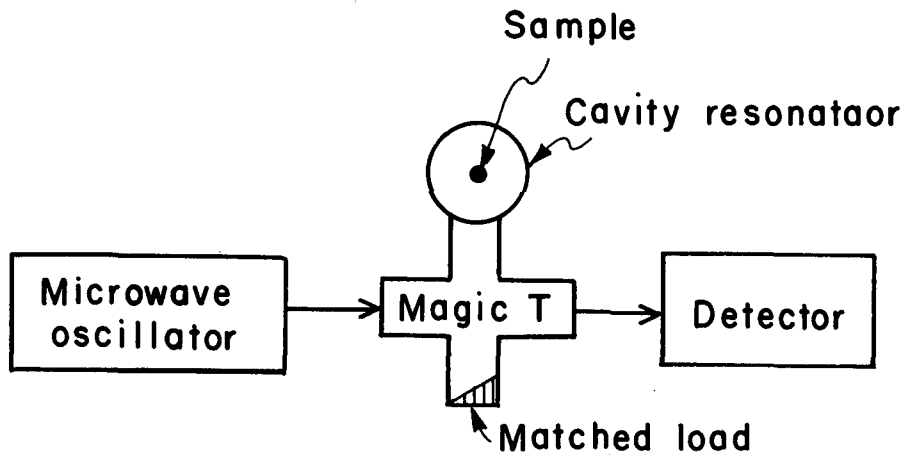 Sample
Cavity resonataor
Microwave
oscillator
Magic T
Detector
Matched load